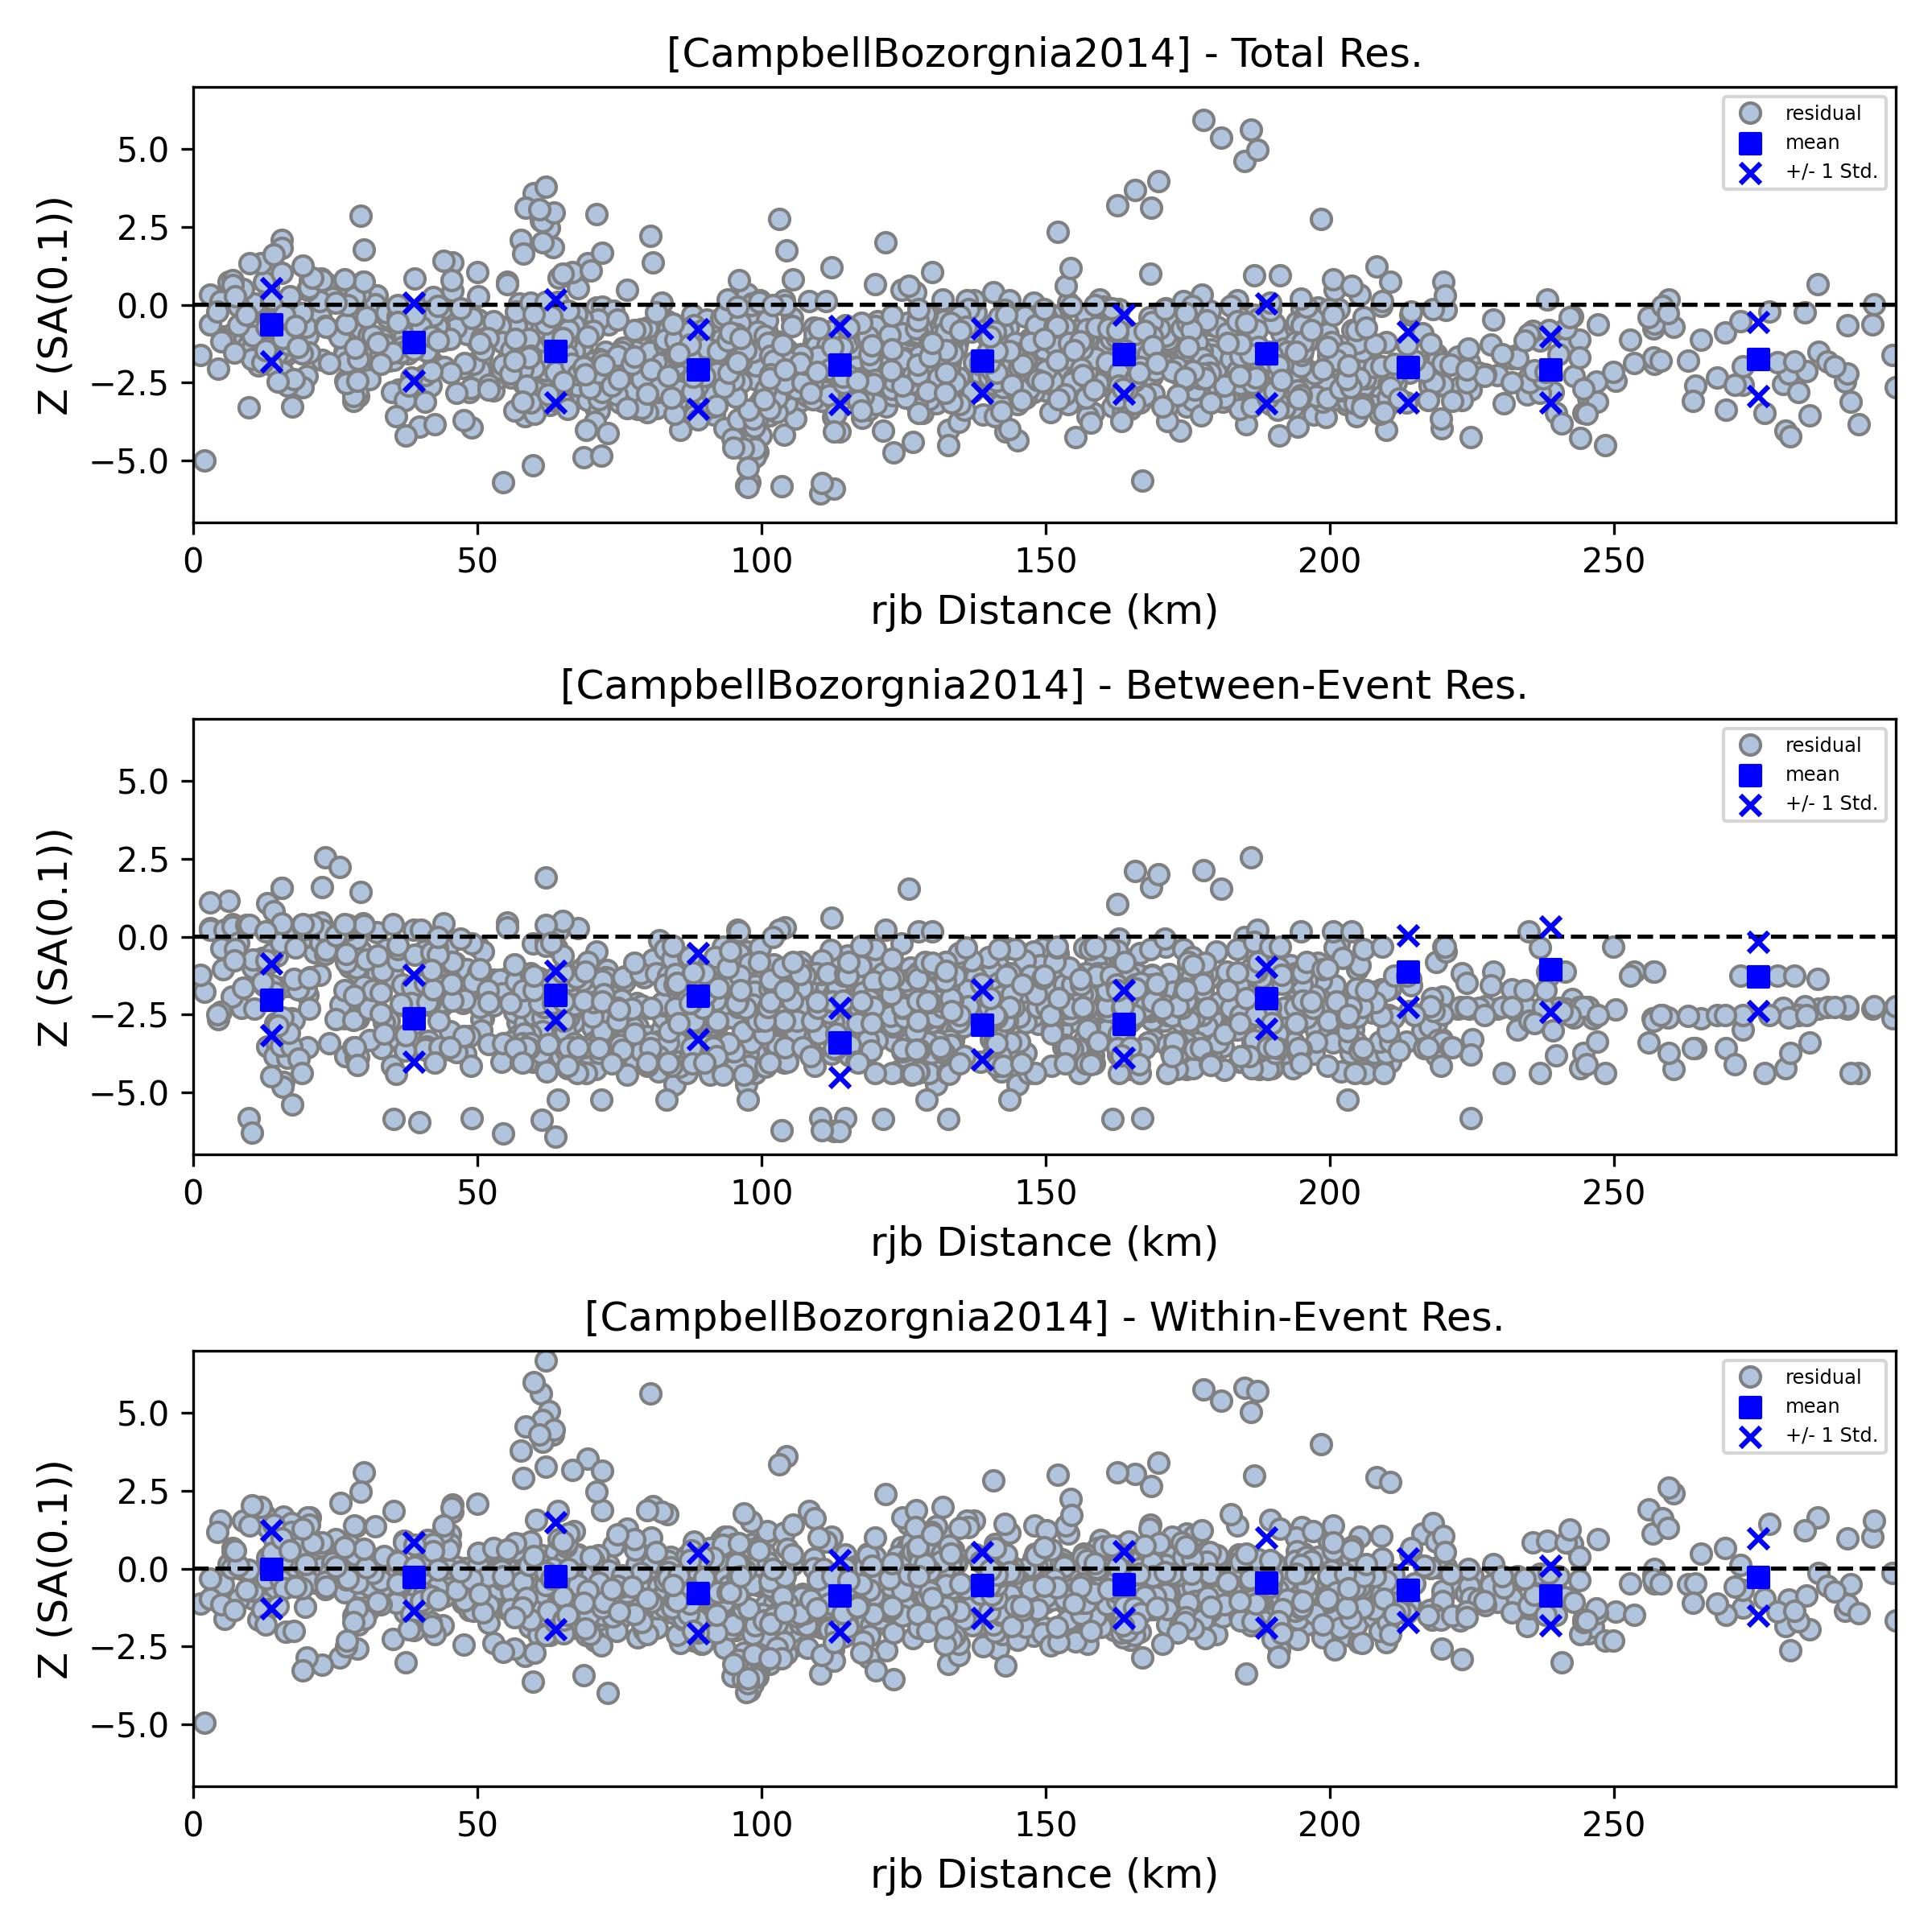 [CampbellBozorgnia2014] - Total Res.
residual
mean
+/- 1 Std.
Z (SA(0.1))
5.0
2.5
0.0
−2.5
−5.0
0 50 100 150 200 250
rjb Distance (km)
[CampbellBozorgnia2014] - Between-Event Res.
residual
mean
+/- 1 Std.
Z (SA(0.1))
5.0
2.5
0.0
−2.5
−5.0
0 50 100 150 200 250
rjb Distance (km)
[CampbellBozorgnia2014] - Within-Event Res.
residual
mean
+/- 1 Std.
Z (SA(0.1))
5.0
2.5
0.0
−2.5
−5.0
0 50 100 150 200 250
rjb Distance (km)